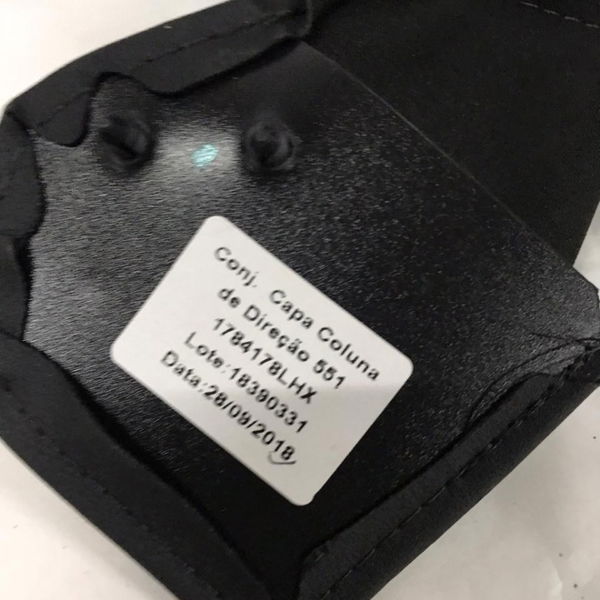 Conj. Capa Coluna
de Direção 551
1784178LHX
Lote:18390331
Data:28/09/2018